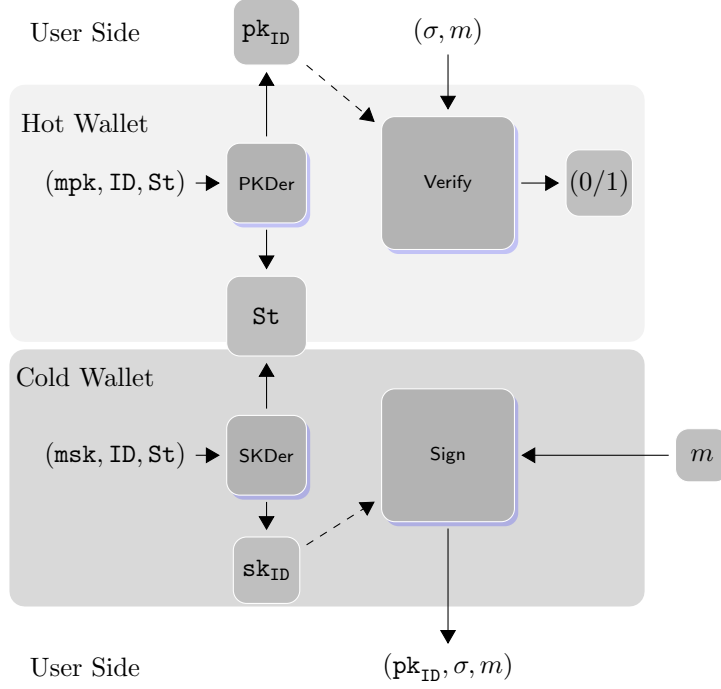 User Side
pk_ID
(σ, m)
Hot Wallet
(mpk, ID, St)
PKDer
Verify
(0/1)
St
Cold Wallet
(msk, ID, St)
SKDer
Sign
m
sk_ID
User Side
(pk_ID, σ, m)